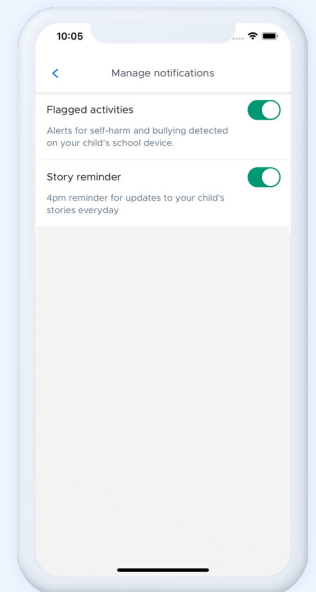 10:05
Manage notifications
Flagged activities
Alerts for self-harm and bullying detected
on your child's school device.
Story reminder
4pm reminder for updates to your child's
stories everyday